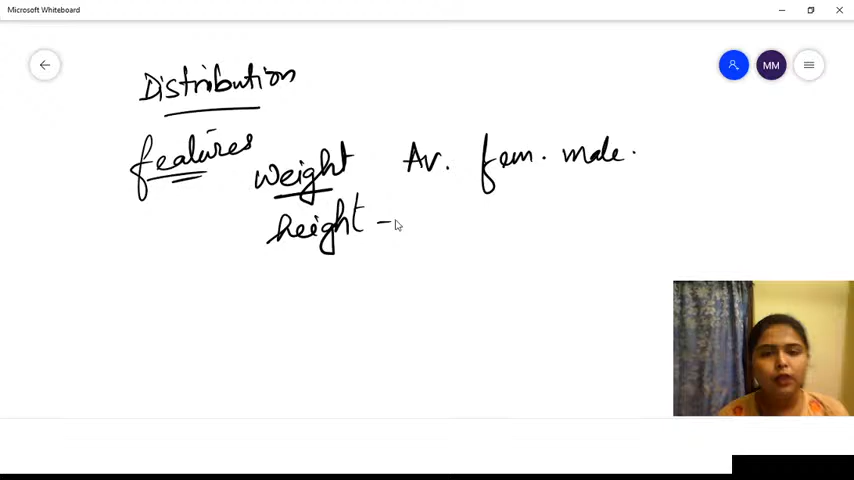 Microsoft Whiteboard
MM
Distribution
features
weight Av. fem. male.
height -